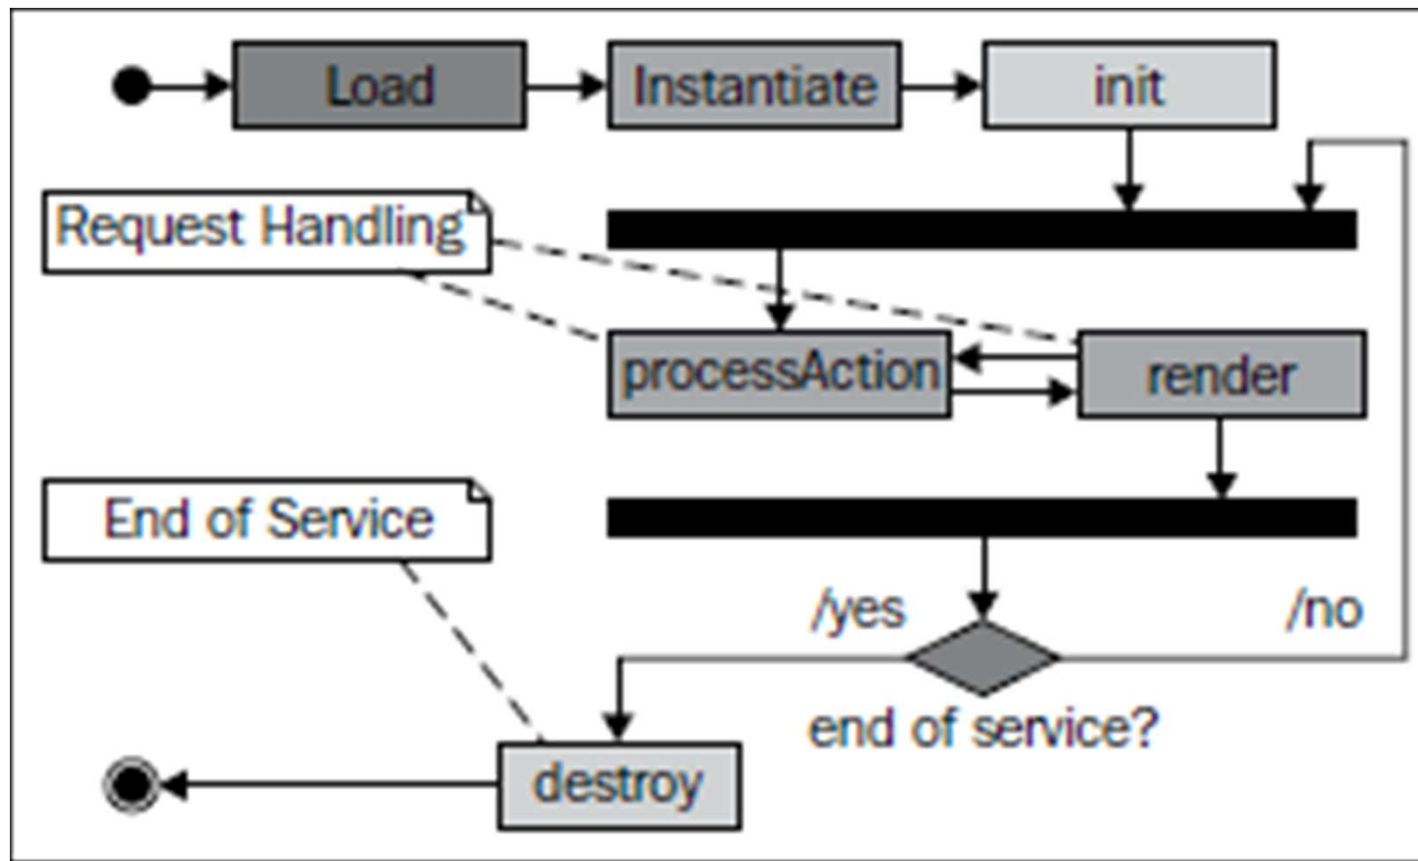 Load
Instantiate
init
Request Handling
processAction
render
End of Service
/yes
/no
end of service?
destroy